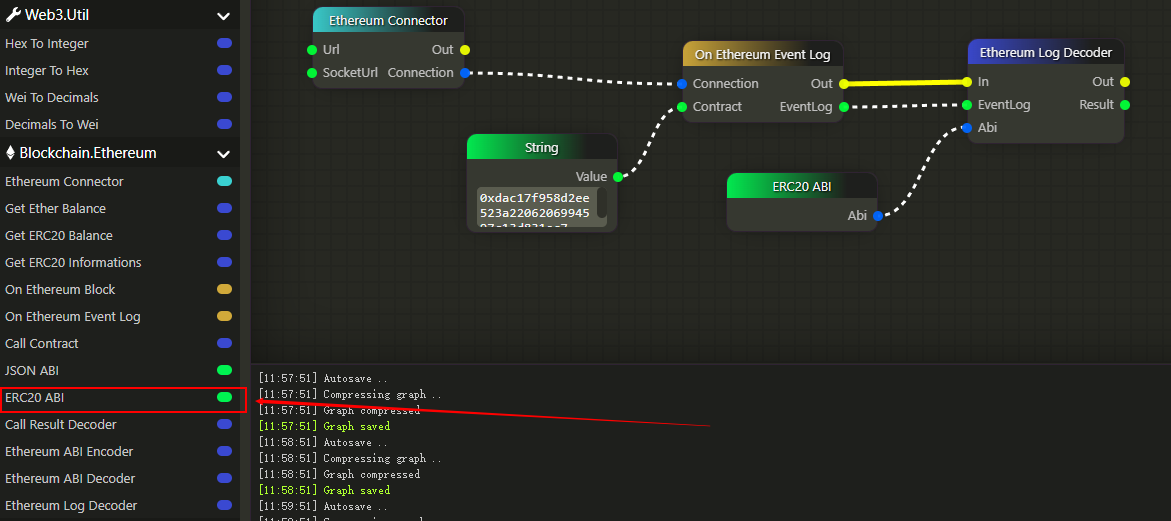 Web3.Util
Hex To Integer
Integer To Hex
Wei To Decimals
Decimals To Wei
Blockchain.Ethereum
Ethereum Connector
Get Ether Balance
Get ERC20 Balance
Get ERC20 Informations
On Ethereum Block
On Ethereum Event Log
Call Contract
JSON ABI
ERC20 ABI
Call Result Decoder
Ethereum ABI Encoder
Ethereum ABI Decoder
Ethereum Log Decoder
Ethereum Connector
Url Out
SocketUrl Connection
On Ethereum Event Log
Connection Out
Contract EventLog
Ethereum Log Decoder
In Out
EventLog Result
Abi
String
Value
0xdac17f958d2ee
523a22062069945
ERC20 ABI
Abi
[11:57:51] Autosave ..
[11:57:51] Compressing graph ..
[11:57:51] Graph compressed
[11:57:51] Graph saved
[11:58:51] Autosave ..
[11:58:51] Compressing graph ..
[11:58:51] Graph compressed
[11:58:51] Graph saved
[11:59:51] Autosave ..